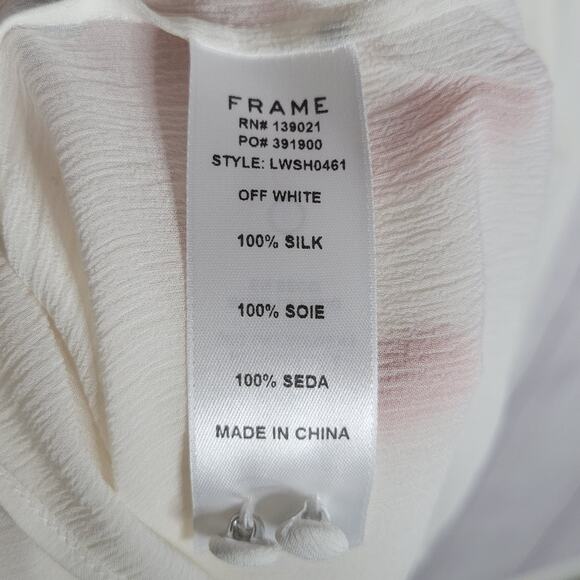 FRAME
RN# 139021
PO# 391900
STYLE: LWSH0461
OFF WHITE
100% SILK
100% SOIE
100% SEDA
MADE IN CHINA